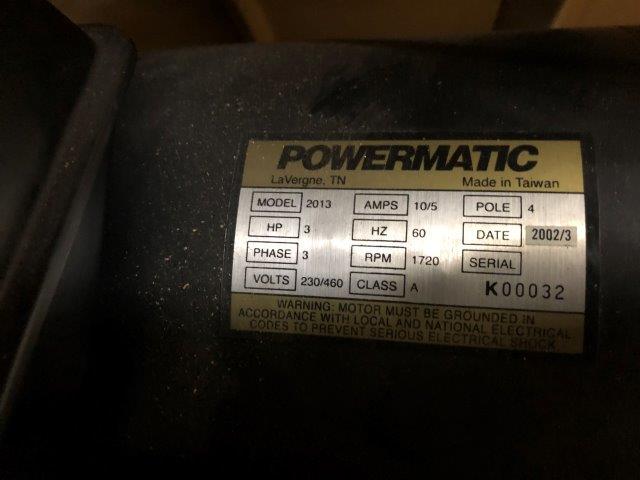 POWERMATIC
LaVergne, TN Made in Taiwan
MODEL 2013 AMPS 10/5 POLE 4
HP 3 HZ 60 DATE 2002/3
PHASE 3 RPM 1720 SERIAL
VOLTS 230/460 CLASS A K00032
WARNING: MOTOR MUST BE GROUNDED IN
ACCORDANCE WITH LOCAL AND NATIONAL ELECTRICAL
CODES TO PREVENT SERIOUS ELECTRICAL SHOCK.